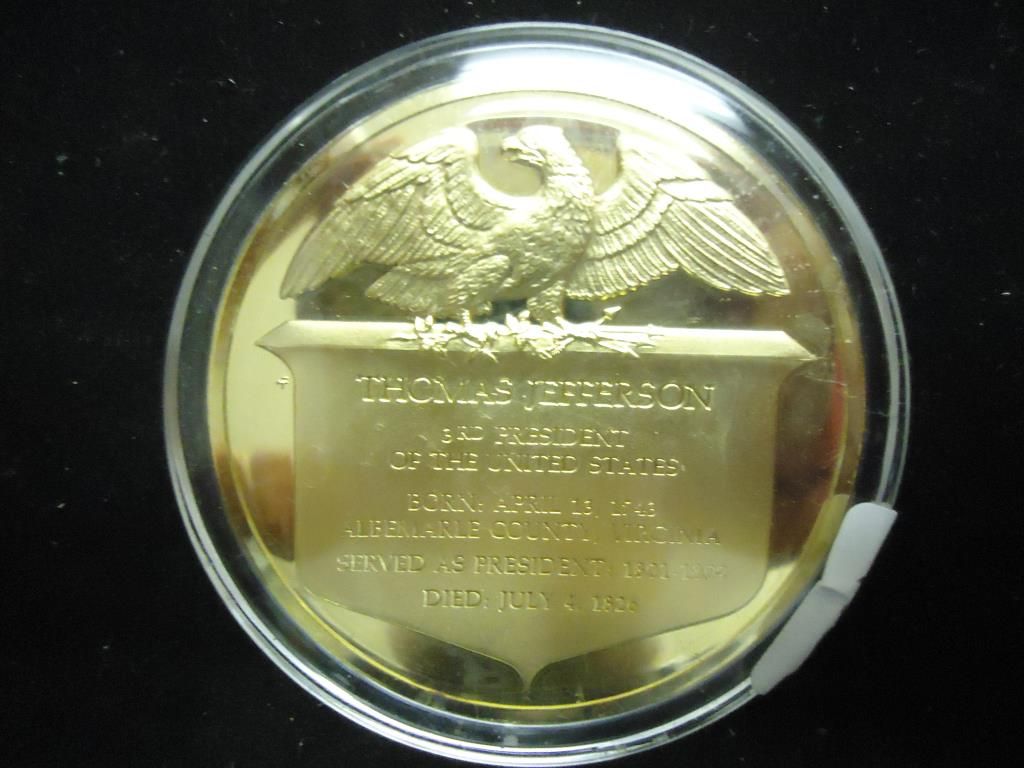 THOMAS JEFFERSON
3RD PRESIDENT
OF THE UNITED STATES
BORN: APRIL 13, 1743
ALBEMARLE COUNTY, VIRGINIA
SERVED AS PRESIDENT: 1801-1809
DIED: JULY 4, 1826